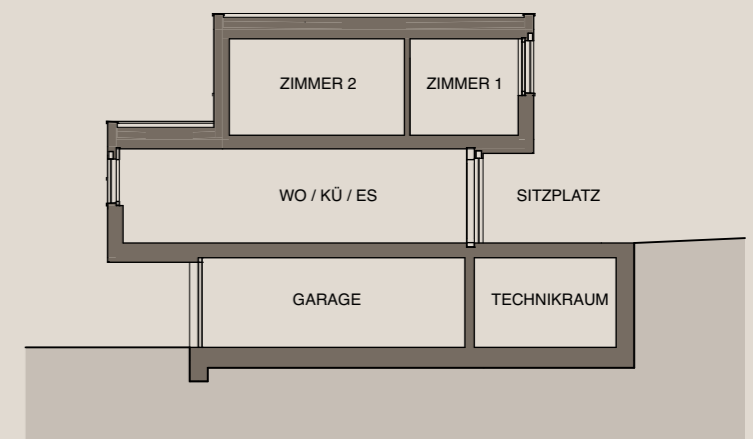 ZIMMER 2
ZIMMER 1
WO / KÜ / ES
SITZPLATZ
GARAGE
TECHNIKRAUM